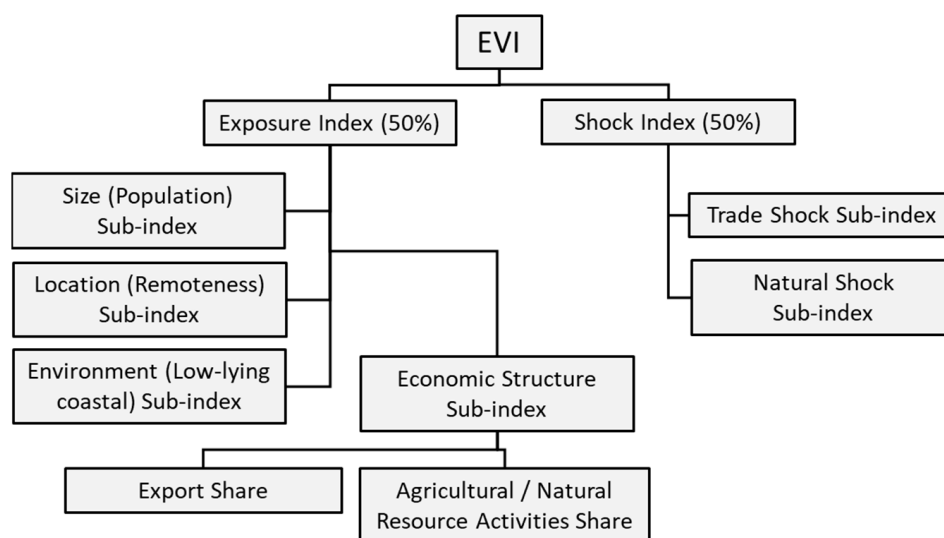 EVI
Exposure Index (50%)
Shock Index (50%)
Size (Population)
Sub-index
Trade Shock Sub-index
Location (Remoteness)
Sub-index
Natural Shock
Sub-index
Environment (Low-lying
coastal) Sub-index
Economic Structure
Sub-index
Export Share
Agricultural / Natural
Resource Activities Share